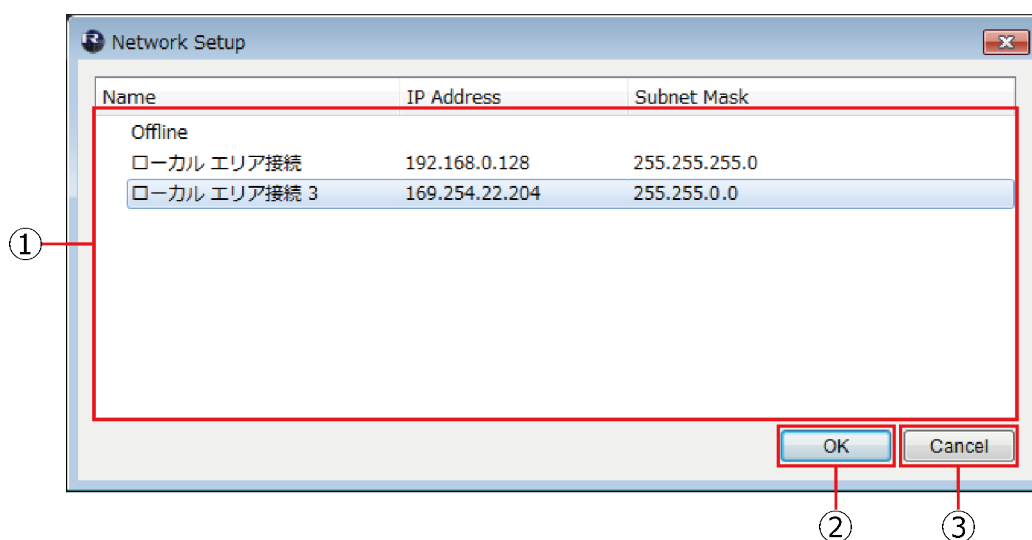 Network Setup
Name IP Address Subnet Mask
Offline
ローカル エリア接続 192.168.0.128 255.255.255.0
ローカル エリア接続 3 169.254.22.204 255.255.0.0
①
OK Cancel
② ③